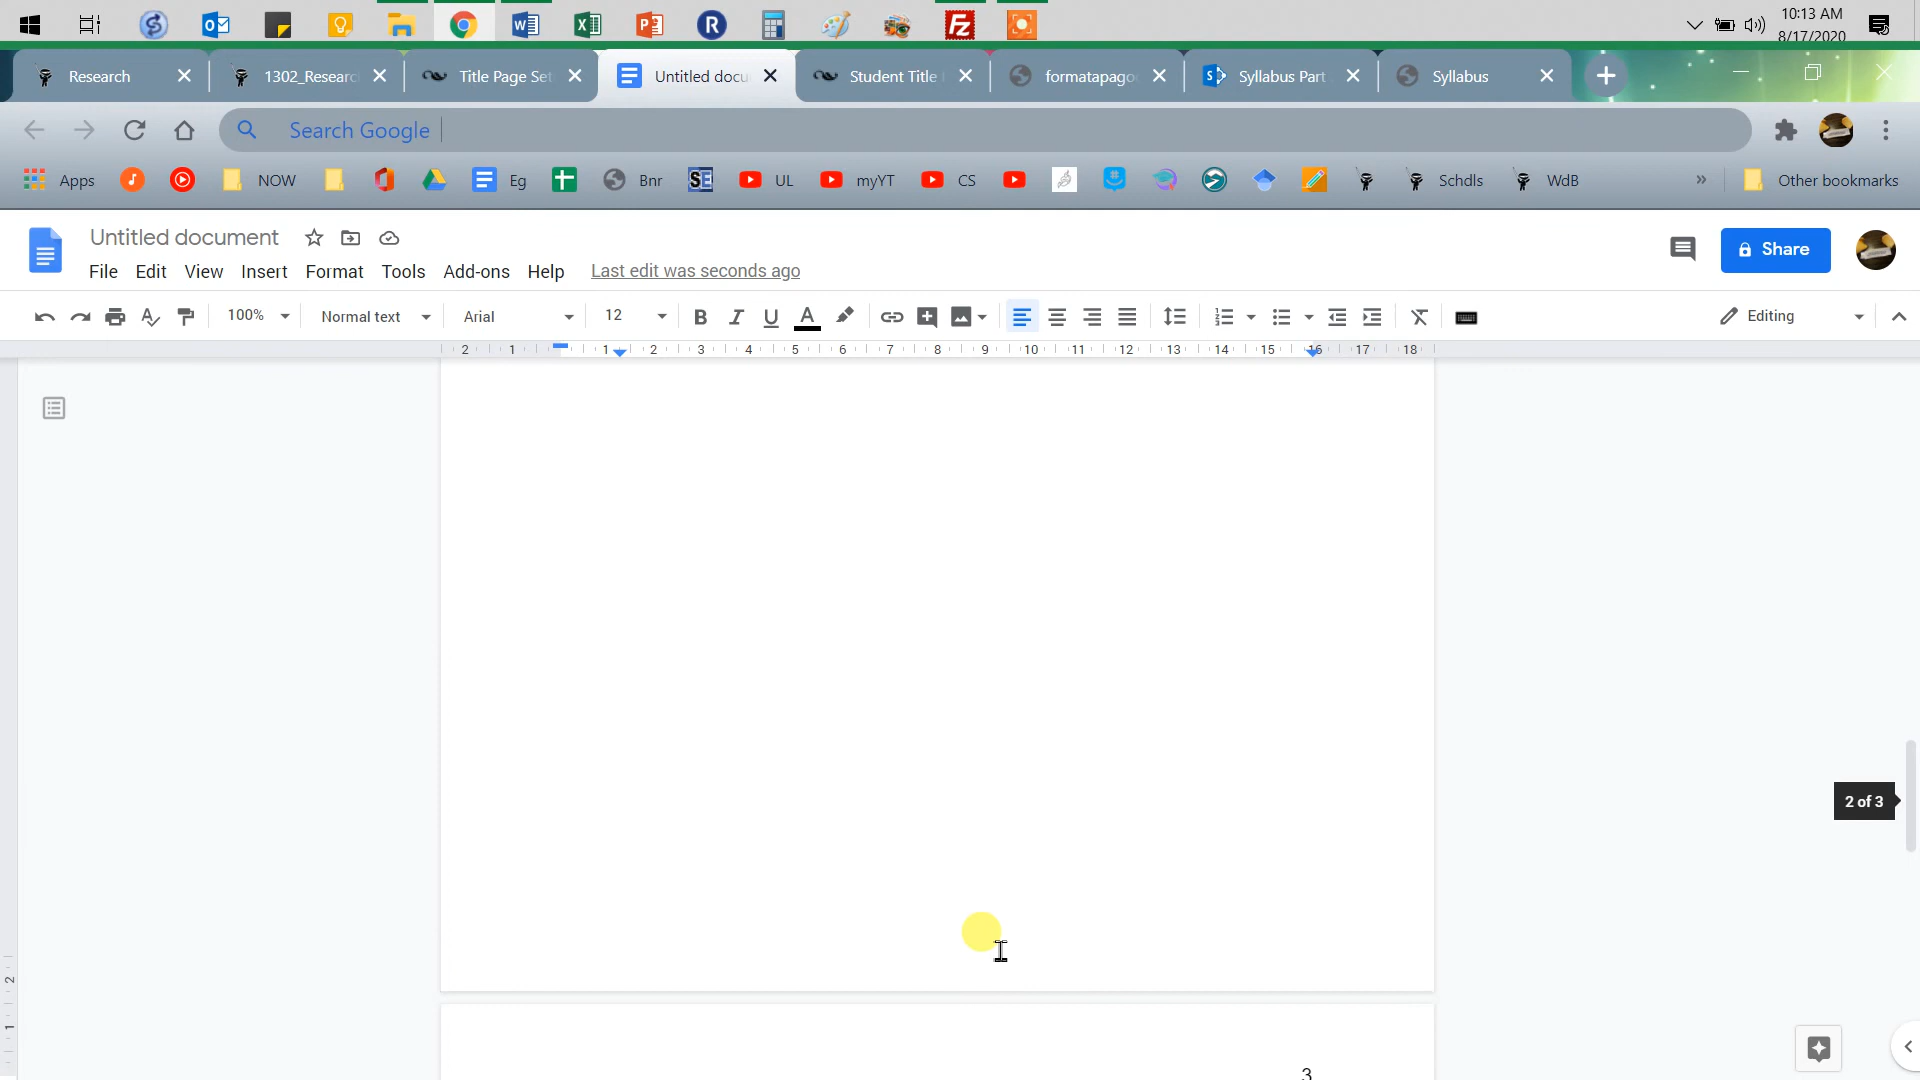 10:13 AM
8/17/2020
Research
1302_Researc
Title Page Set
Untitled docu
Student Title
formatapago
Syllabus Part
Syllabus
Search Google
Apps
NOW
Eg
Bnr
SE
UL
myYT
CS
Schdls
WdB
»
Other bookmarks
Untitled document
Share
File Edit View Insert Format Tools Add-ons Help Last edit was seconds ago
100% Normal text Arial 12 B I U A Editing
2 1 1 2 3 4 5 6 7 8 9 10 11 12 13 14 15 16 17 18
2 of 3
2
1
3